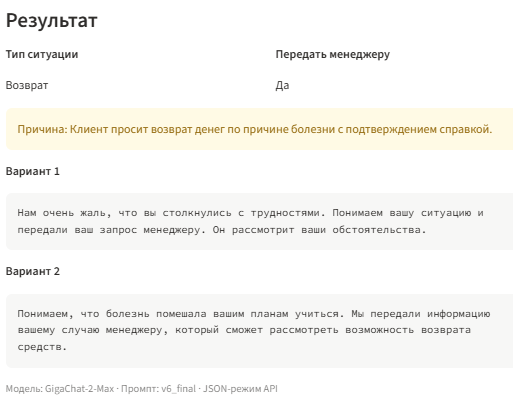 Результат
Тип ситуации Передать менеджеру
Возврат Да
Причина: Клиент просит возврат денег по причине болезни с подтверждением справкой.
Вариант 1
Нам очень жаль, что вы столкнулись с трудностями. Понимаем вашу ситуацию и
передали ваш запрос менеджеру. Он рассмотрит ваши обстоятельства.
Вариант 2
Понимаем, что болезнь помешала вашим планам учиться. Мы передали информацию
вашему случаю менеджеру, который сможет рассмотреть возможность возврата
средств.
Модель: GigaChat-2-Max · Промпт: v6_final · JSON-режим API